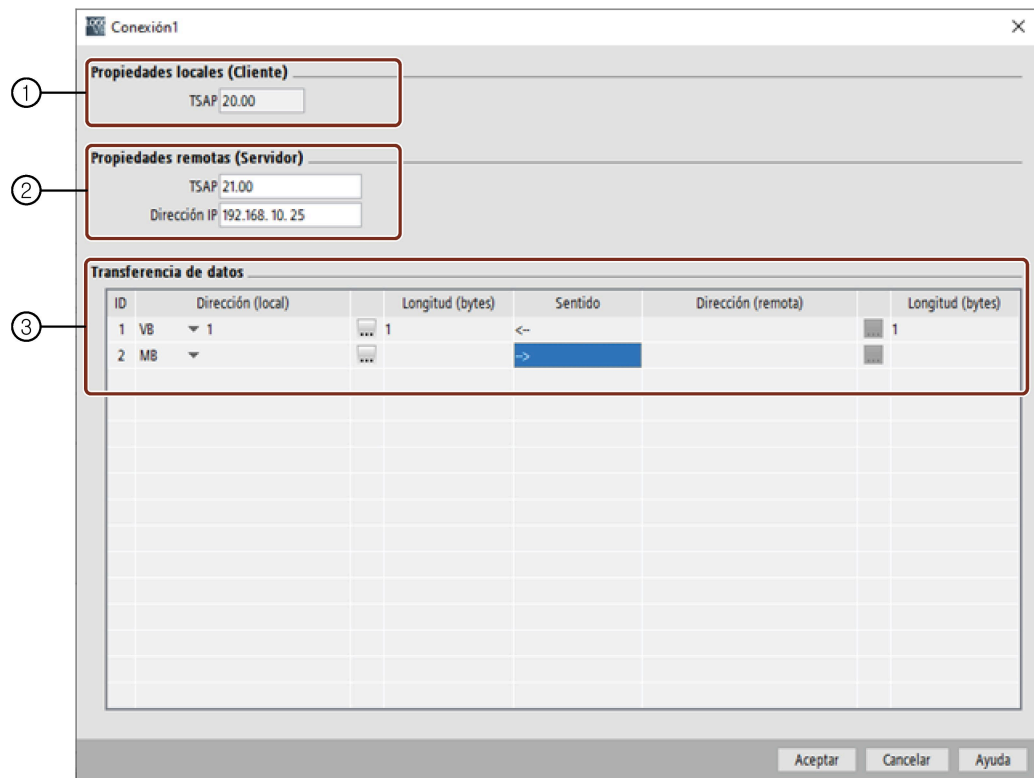 Conexión1
① Propiedades locales (Cliente)
TSAP 20.00
② Propiedades remotas (Servidor)
TSAP 21.00
Dirección IP 192.168. 10. 25
③ Transferencia de datos
ID Dirección (local) Longitud (bytes) Sentido Dirección (remota) Longitud (bytes)
1 VB 1 ... 1 <-- ... 1
2 MB ... --> ...
Aceptar Cancelar Ayuda